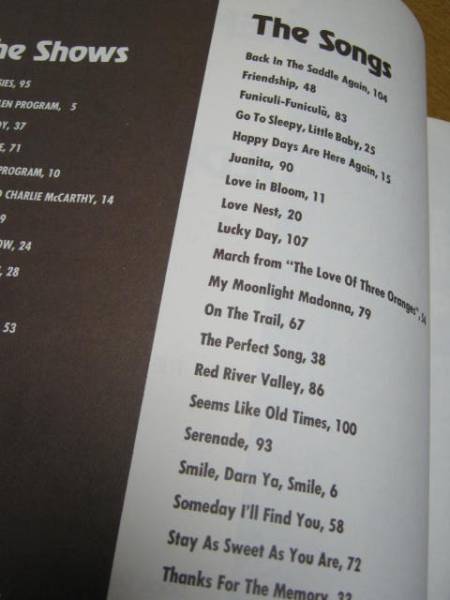 he Shows
SIES, 95
LEN PROGRAM, 5
Y, 37
E, 71
PROGRAM, 10
D CHARLIE McCARTHY, 14
9
OW, 24
, 28
53
The Songs
Back In The Saddle Again, 104
Friendship, 48
Funiculi-Funiculà, 83
Go To Sleepy, Little Baby, 25
Happy Days Are Here Again, 15
Juanita, 90
Love in Bloom, 11
Love Nest, 20
Lucky Day, 107
March from "The Love Of Three Oranges",
My Moonlight Madonna, 79
On The Trail, 67
The Perfect Song, 38
Red River Valley, 86
Seems Like Old Times, 100
Serenade, 93
Smile, Darn Ya, Smile, 6
Someday I'll Find You, 58
Stay As Sweet As You Are, 72
Thanks For The Memory,